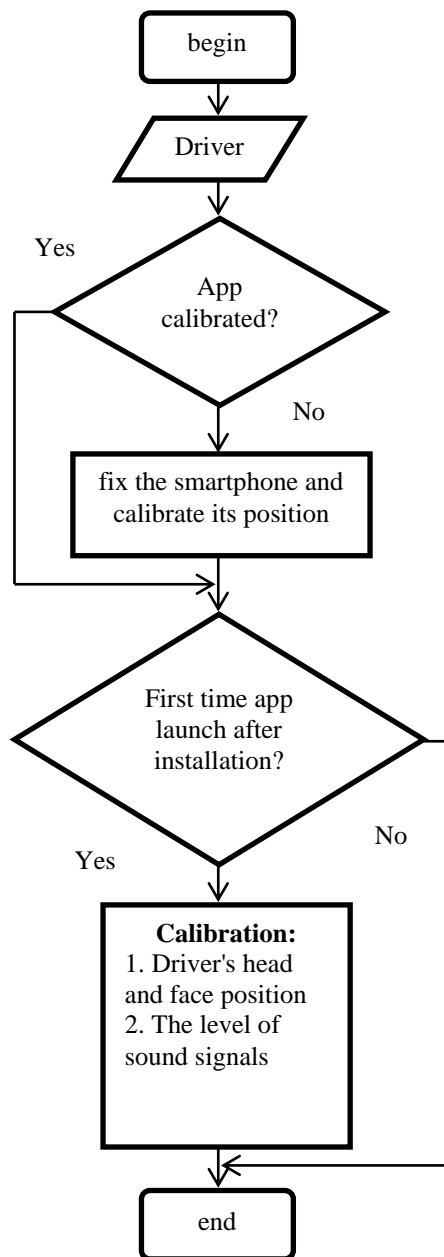 begin
Driver
Yes
App
calibrated?
No
fix the smartphone and
calibrate its position
First time app
launch after
installation?
No
Yes
Calibration:
1. Driver's head
and face position
2. The level of
sound signals
end